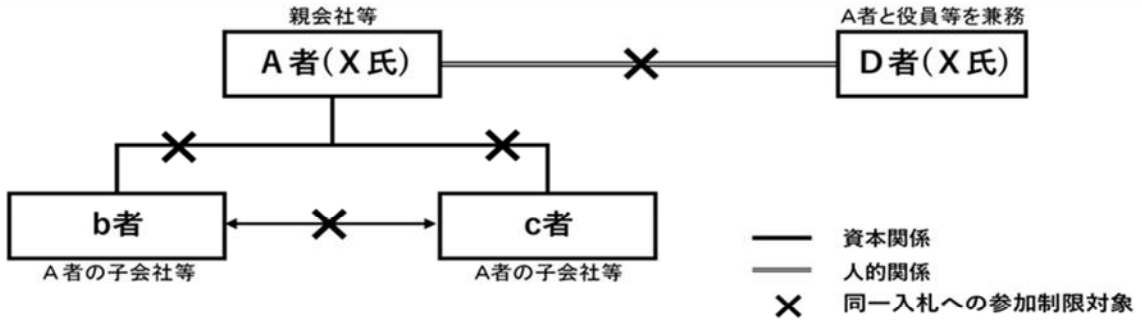 親会社等
A者(X氏)
A者と役員等を兼務
D者(X氏)
b者
A者の子会社等
c者
A者の子会社等
資本関係
人的関係
同一入札への参加制限対象